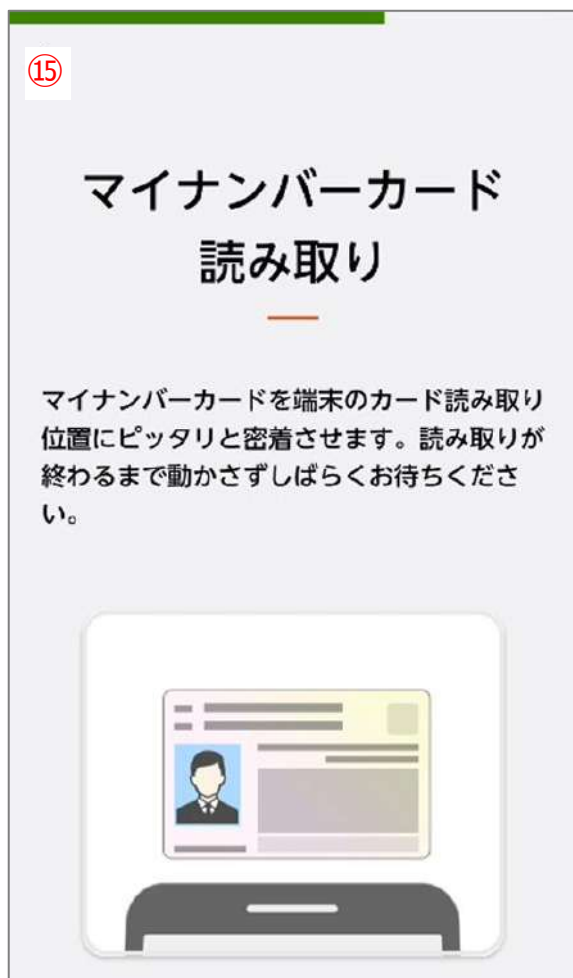 ⑮
マイナンバーカード
読み取り
マイナンバーカードを端末のカード読み取り
位置にピッタリと密着させます。読み取りが
終わるまで動かさずしばらくお待ちくださ
い。